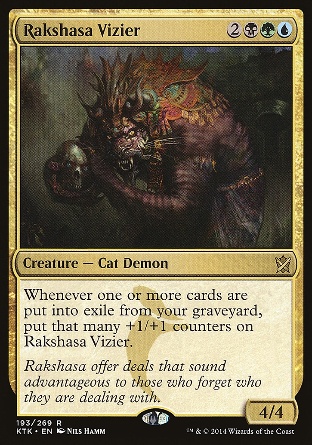 Rakshasa Vizier 2
Creature — Cat Demon
Whenever one or more cards are
put into exile from your graveyard,
put that many +1/+1 counters on
Rakshasa Vizier.
Rakshasa offer deals that sound
advantageous to those who forget who
they are dealing with.
4/4
193/269 R
KTK • EN NILS HAMM
™ & © 2014 Wizards of the Coast